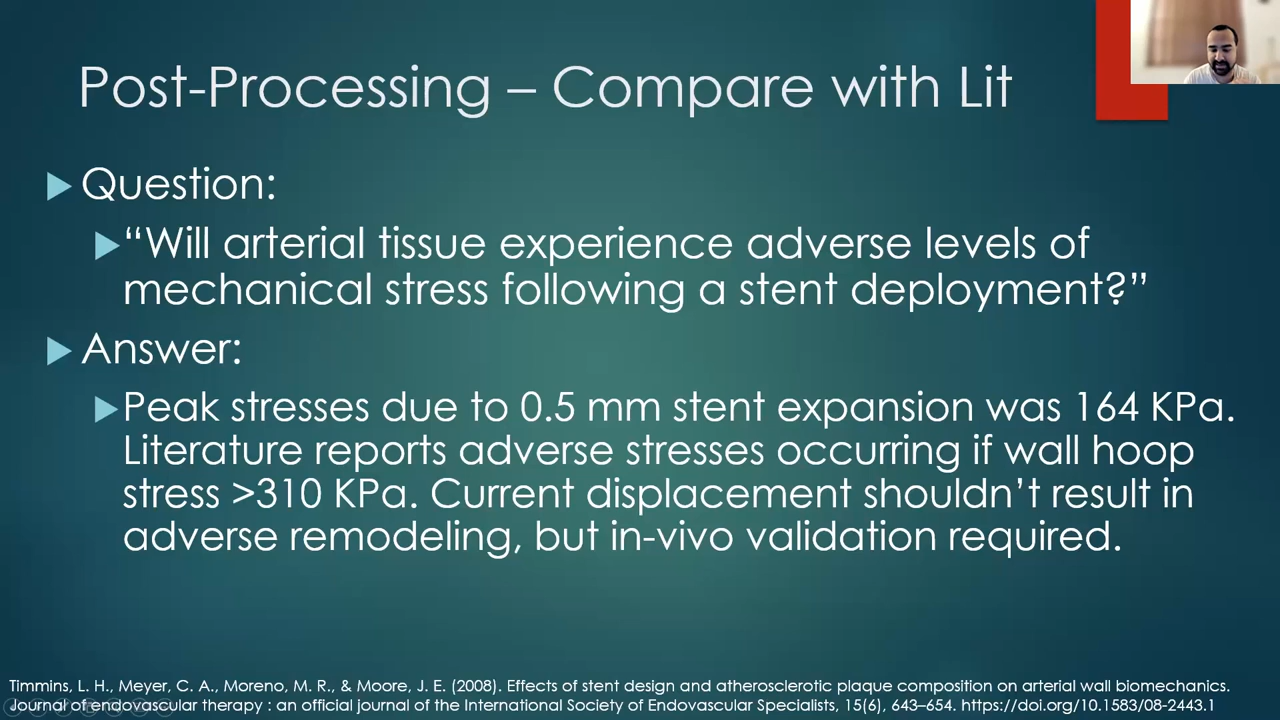 Post-Processing – Compare with Lit
Question:
“Will arterial tissue experience adverse levels of
mechanical stress following a stent deployment?”
Answer:
Peak stresses due to 0.5 mm stent expansion was 164 KPa.
Literature reports adverse stresses occurring if wall hoop
stress >310 KPa. Current displacement shouldn’t result in
adverse remodeling, but in-vivo validation required.
Timmins, L. H., Meyer, C. A., Moreno, M. R., & Moore, J. E. (2008). Effects of stent design and atherosclerotic plaque composition on arterial wall biomechanics.
Journal of endovascular therapy : an official journal of the International Society of Endovascular Specialists, 15(6), 643–654. https://doi.org/10.1583/08-2443.1